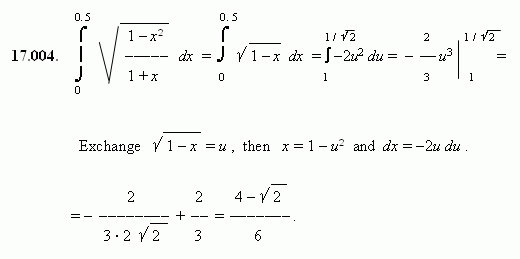 17.004. ∫₀^0.5 √((1 – x²)/(1 + x)) dx = ∫₀^0.5 √(1 – x) dx = ∫₁^(1/√2) –2u² du = – (2/3) u³ |₁^(1/√2) =
Exchange √(1 – x) = u , then x = 1 – u² and dx = –2u du .
= – 2/(3 · 2 √2) + 2/3 = (4 – √2)/6 .